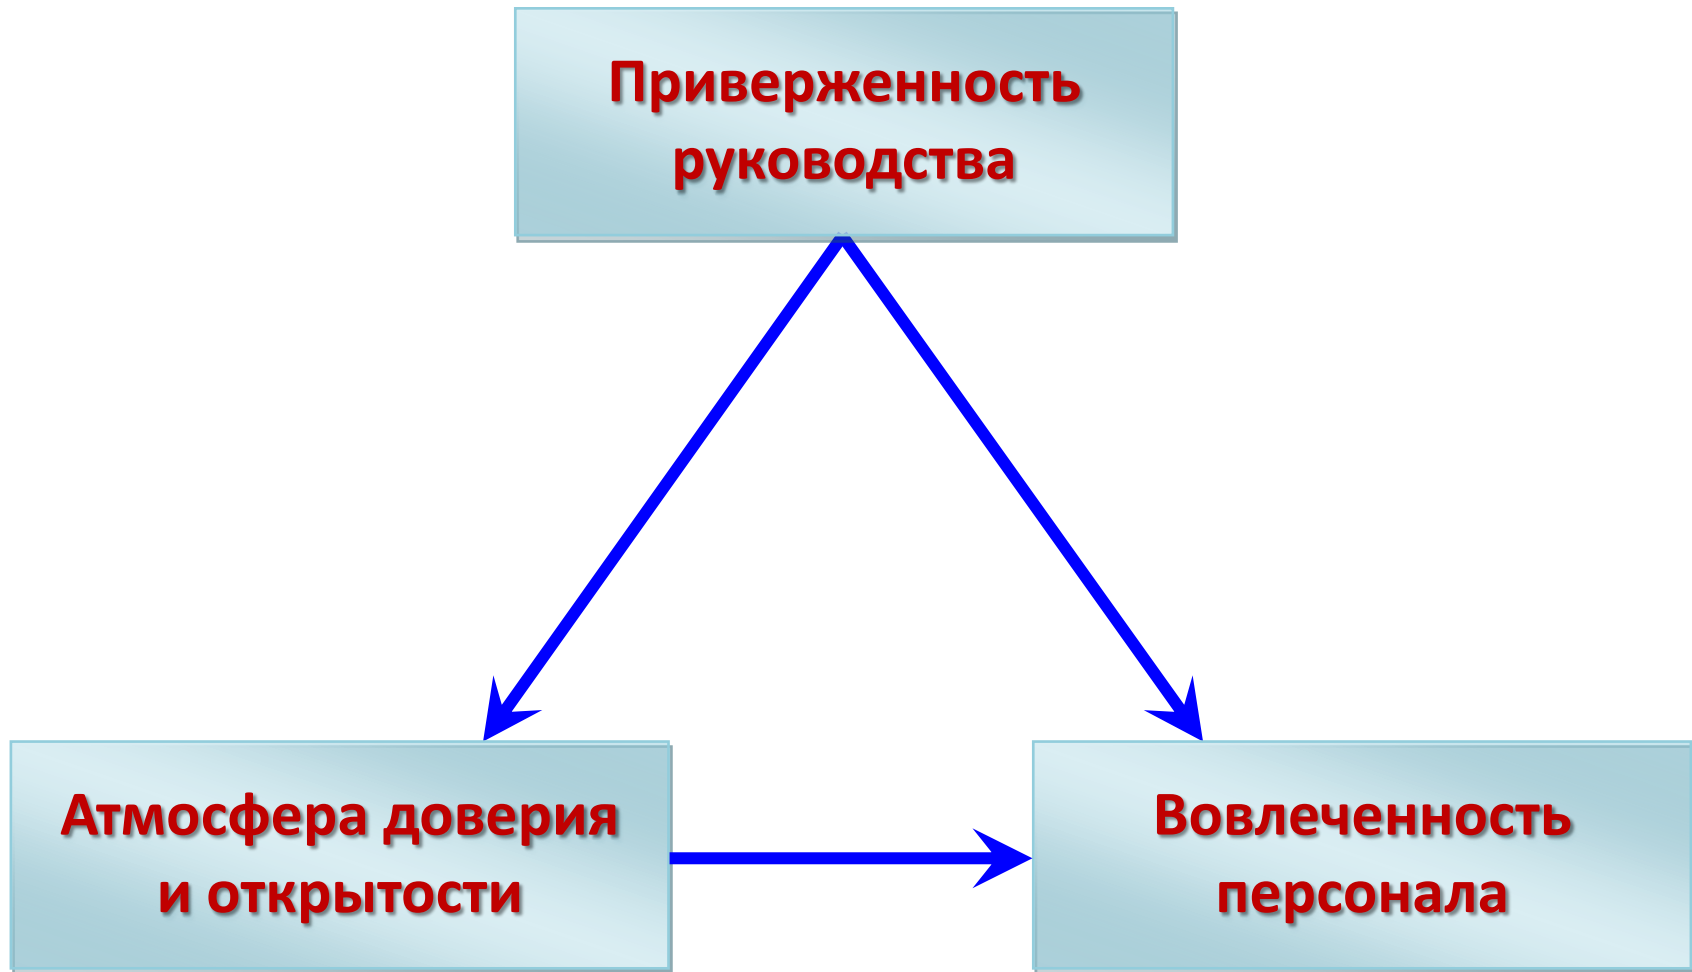 Приверженность
руководства
Атмосфера доверия
и открытости
Вовлеченность
персонала